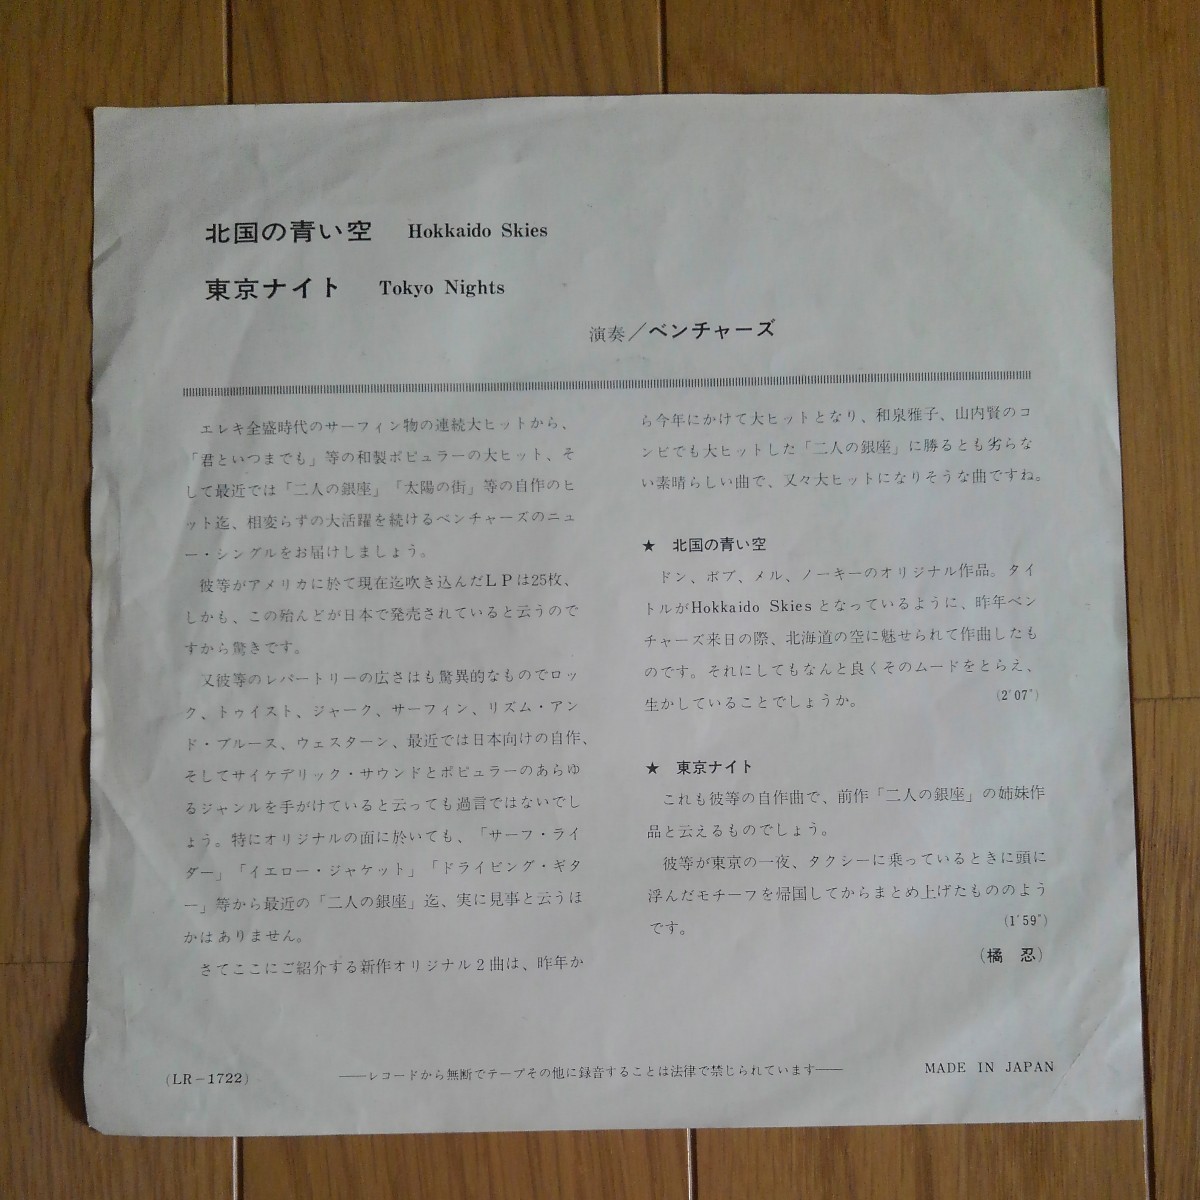 北国の青い空　Hokkaido Skies
東京ナイト　Tokyo Nights
演奏／ベンチャーズ
エレキ全盛時代のサーフィン物の連続大ヒットから、
「君といつまでも」等の和製ポピュラーの大ヒット、そ
して最近では「二人の銀座」「太陽の街」等の自作のヒ
ット迄、相変らずの大活躍を続けるベンチャーズのニュ
ー・シングルをお届けしましょう。
彼等がアメリカに於て現在迄吹き込んだLPは25枚、
しかも、この殆んどが日本で発売されていると云うので
すから驚きです。
又彼等のレパートリーの広さはも驚異的なものでロッ
ク、トゥイスト、ジャーク、サーフィン、リズム・アン
ド・ブルース、ウェスターン、最近では日本向けの自作、
そしてサイケデリック・サウンドとポピュラーのあらゆ
るジャンルを手がけていると云っても過言ではないでし
ょう。特にオリジナルの面に於いても、「サーフ・ライ
ダー」「イエロー・ジャケット」「ドライビング・ギタ
ー」等から最近の「二人の銀座」迄、実に見事と云うほ
かはありません。
さてここにご紹介する新作オリジナル2曲は、昨年か
ら今年にかけて大ヒットとなり、和泉雅子、山内賢のコ
ンビでも大ヒットした「二人の銀座」に勝るとも劣らな
い素晴らしい曲で、又々大ヒットになりそうな曲ですね。
★　北国の青い空
ドン、ボブ、メル、ノーキーのオリジナル作品。タイ
トルがHokkaido Skiesとなっているように、昨年ベン
チャーズ来日の際、北海道の空に魅せられて作曲したも
のです。それにしてもなんと良くそのムードをとらえ、
生かしていることでしょうか。　(2'07")
★　東京ナイト
これも彼等の自作曲で、前作「二人の銀座」の姉妹作
品と云えるものでしょう。
彼等が東京の一夜、タクシーに乗っているときに頭に
浮んだモチーフを帰国してからまとめ上げたもののよう
です。　(1'59")
(橘　忍)
(LR-1722)　――レコードから無断でテープその他に録音することは法律で禁じられています――　MADE IN JAPAN